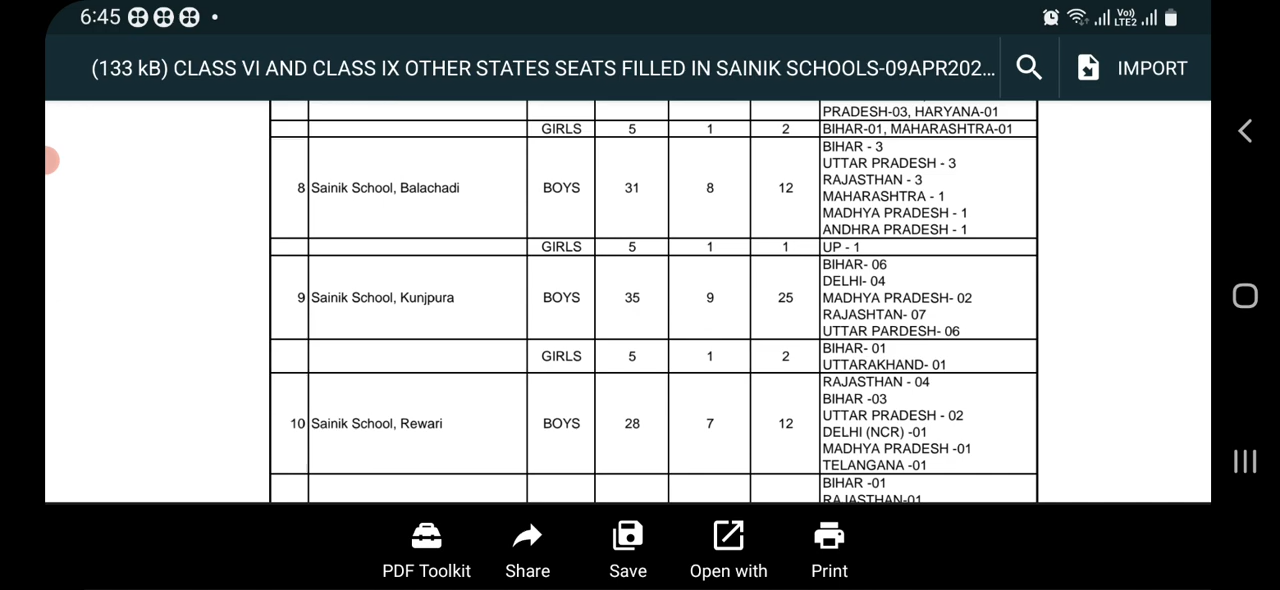 6:45
Vo)) LTE2
(133 kB) CLASS VI AND CLASS IX OTHER STATES SEATS FILLED IN SAINIK SCHOOLS-09APR202...
IMPORT
PRADESH-03, HARYANA-01
GIRLS 5 1 2 BIHAR-01, MAHARASHTRA-01
8 Sainik School, Balachadi BOYS 31 8 12
BIHAR - 3
UTTAR PRADESH - 3
RAJASTHAN - 3
MAHARASHTRA - 1
MADHYA PRADESH - 1
ANDHRA PRADESH - 1
GIRLS 5 1 1 UP - 1
9 Sainik School, Kunjpura BOYS 35 9 25
BIHAR- 06
DELHI- 04
MADHYA PRADESH- 02
RAJASHTAN- 07
UTTAR PARDESH- 06
GIRLS 5 1 2
BIHAR- 01
UTTARAKHAND- 01
10 Sainik School, Rewari BOYS 28 7 12
RAJASTHAN - 04
BIHAR -03
UTTAR PRADESH - 02
DELHI (NCR) -01
MADHYA PRADESH -01
TELANGANA -01
BIHAR -01
RAJASTHAN-01
PDF Toolkit
Share
Save
Open with
Print